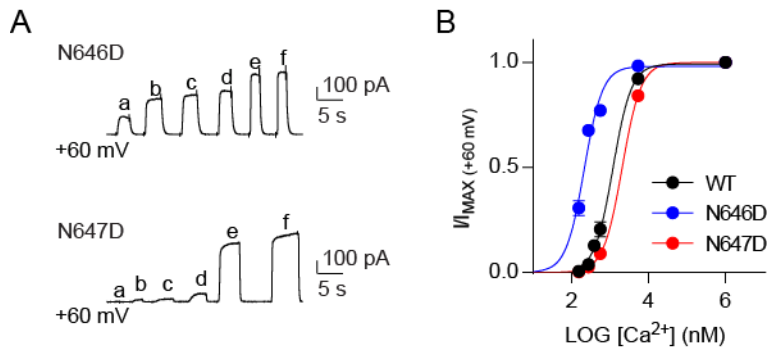 A
N646D
a b c d e f
100 pA
5 s
+60 mV
N647D
a b c d e f
100 pA
5 s
+60 mV
B
1.0
0.5
0.0
I/I_MAX (+60 mV)
WT
N646D
N647D
2 4 6
LOG [Ca²⁺] (nM)